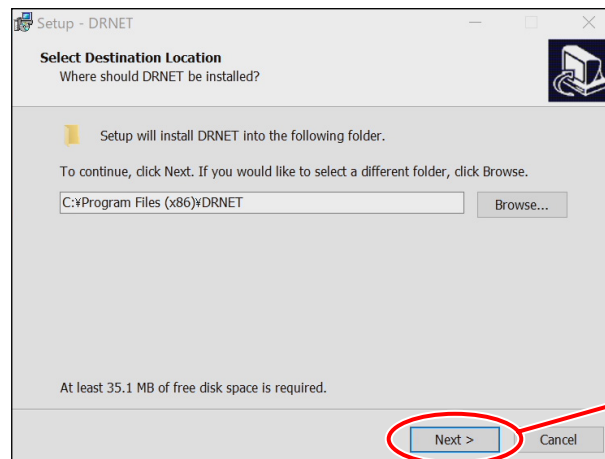 Setup - DRNET
Select Destination Location
Where should DRNET be installed?
Setup will install DRNET into the following folder.
To continue, click Next. If you would like to select a different folder, click Browse.
C:¥Program Files (x86)¥DRNET
Browse...
At least 35.1 MB of free disk space is required.
Next >
Cancel